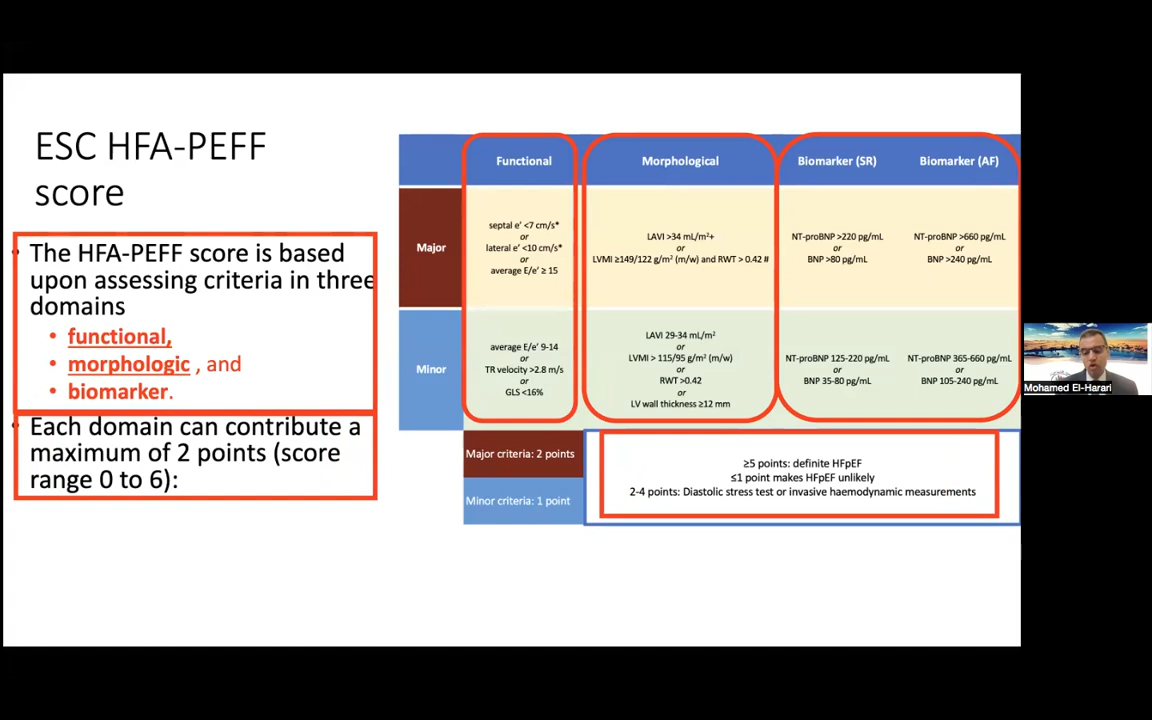 ESC HFA-PEFF
score
• The HFA-PEFF score is based
upon assessing criteria in three
domains
• functional,
• morphologic , and
• biomarker.
• Each domain can contribute a
maximum of 2 points (score
range 0 to 6):
Functional
Morphological
Biomarker (SR)
Biomarker (AF)
Major
septal e' <7 cm/s*
or
lateral e' <10 cm/s*
or
average E/e' ≥ 15
LAVI >34 mL/m²+
or
LVMI ≥149/122 g/m² (m/w) and RWT > 0.42 #
NT-proBNP >220 pg/mL
or
BNP >80 pg/mL
NT-proBNP >660 pg/mL
or
BNP >240 pg/mL
Minor
average E/e' 9-14
or
TR velocity >2.8 m/s
or
GLS <16%
LAVI 29-34 mL/m²
or
LVMI > 115/95 g/m² (m/w)
or
RWT >0.42
or
LV wall thickness ≥12 mm
NT-proBNP 125-220 pg/mL
or
BNP 35-80 pg/mL
NT-proBNP 365-660 pg/mL
or
BNP 105-240 pg/mL
Major criteria: 2 points
Minor criteria: 1 point
≥5 points: definite HFpEF
≤1 point makes HFpEF unlikely
2-4 points: Diastolic stress test or invasive haemodynamic measurements
Mohamed El-Harari